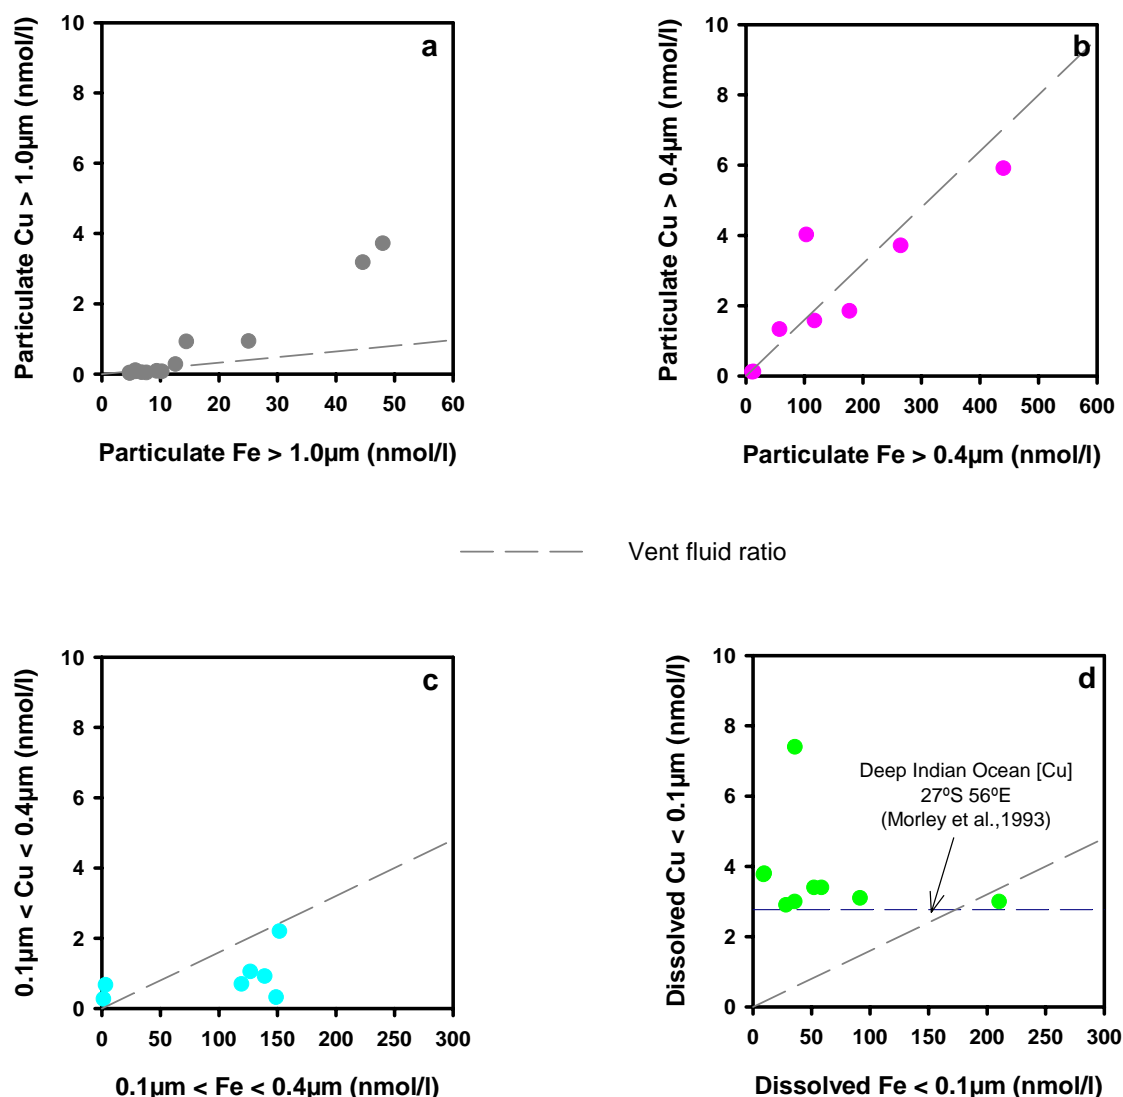 a
10
8
6
4
2
0
Particulate Cu > 1.0µm (nmol/l)
0 10 20 30 40 50 60
Particulate Fe > 1.0µm (nmol/l)
b
10
8
6
4
2
0
Particulate Cu > 0.4µm (nmol/l)
0 100 200 300 400 500 600
Particulate Fe > 0.4µm (nmol/l)
Vent fluid ratio
c
10
8
6
4
2
0
0.1µm < Cu < 0.4µm (nmol/l)
0 50 100 150 200 250 300
0.1µm < Fe < 0.4µm (nmol/l)
d
10
8
6
4
2
0
Dissolved Cu < 0.1µm (nmol/l)
Deep Indian Ocean [Cu]
27ºS 56ºE
(Morley et al.,1993)
0 50 100 150 200 250 300
Dissolved Fe < 0.1µm (nmol/l)